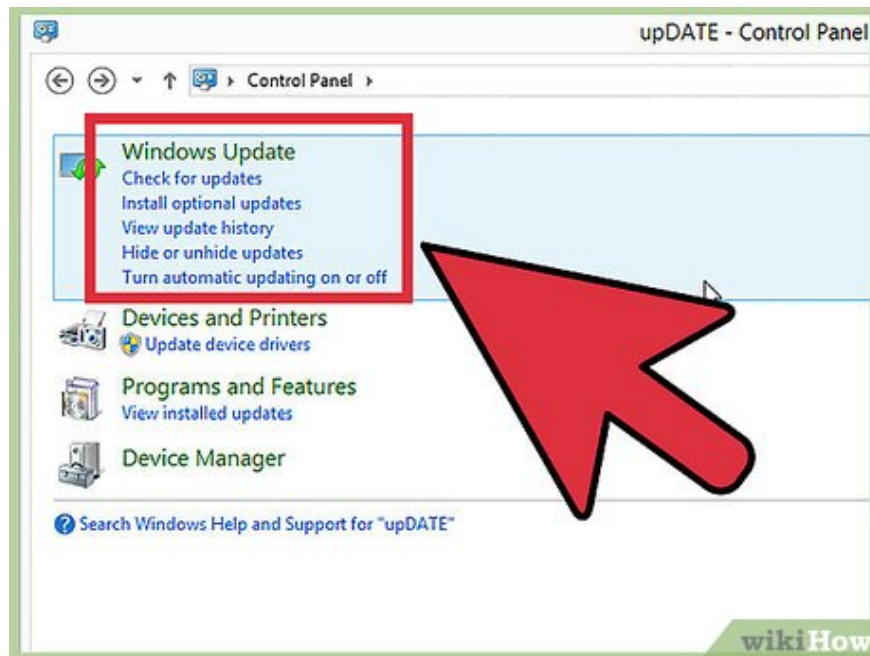 upDATE - Control Panel
Control Panel
Windows Update
Check for updates
Install optional updates
View update history
Hide or unhide updates
Turn automatic updating on or off
Devices and Printers
Update device drivers
Programs and Features
View installed updates
Device Manager
Search Windows Help and Support for "upDATE"
wikiHow